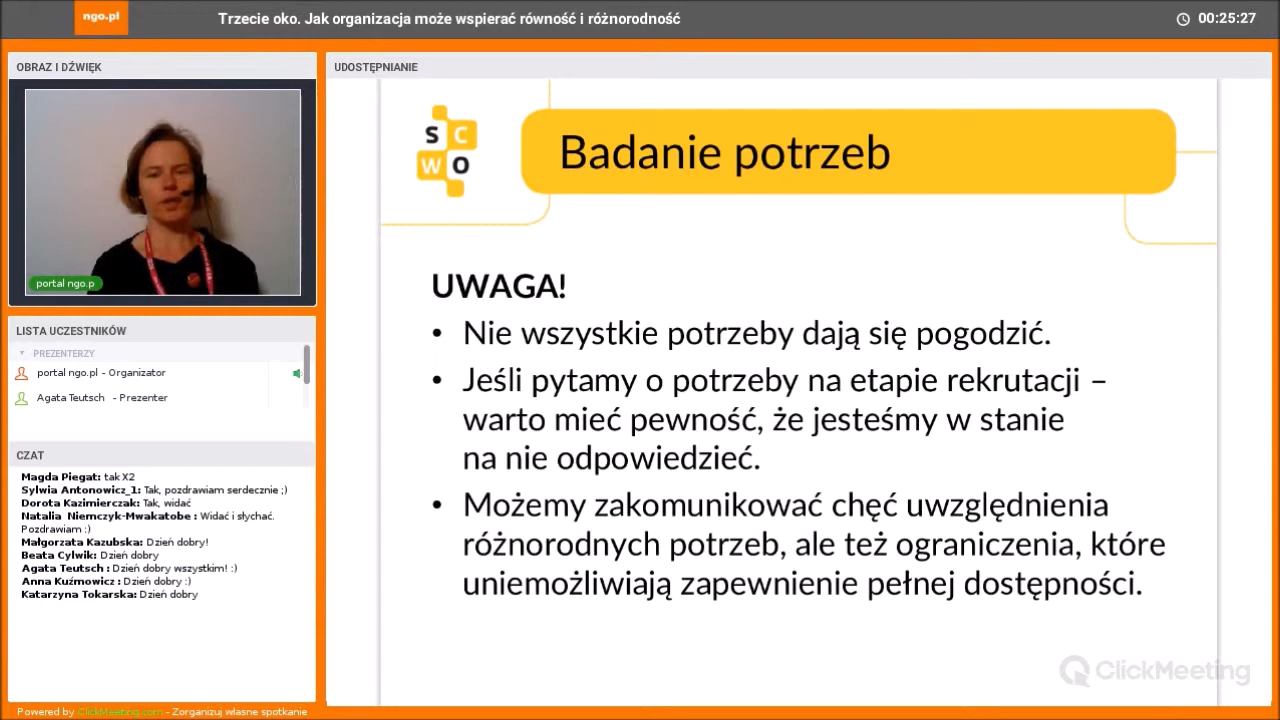 ngo.pl
Trzecie oko. Jak organizacja może wspierać równość i różnorodność
00:25:27
OBRAZ I DŹWIĘK
portal ngo.p
LISTA UCZESTNIKÓW
PREZENTERZY
portal ngo.pl - Organizator
Agata Teutsch - Prezenter
CZAT
Magda Piegat: tak X2
Sylwia Antonowicz_1: Tak, pozdrawiam serdecznie ;)
Dorota Kazimierczak: Tak, widać
Natalia Niemczyk-Mwakatobe : Widać i słychać.
Pozdrawiam :)
Małgorzata Kazubska: Dzień dobry!
Beata Cylwik: Dzień dobry
Agata Teutsch : Dzień dobry wszystkim! :)
Anna Kuźmowicz : Dzień dobry :)
Katarzyna Tokarska: Dzień dobry
Powered by ClickMeeting.com - Zorganizuj własne spotkanie
UDOSTĘPNIANIE
S C
W O
Badanie potrzeb
UWAGA!
• Nie wszystkie potrzeby dają się pogodzić.
• Jeśli pytamy o potrzeby na etapie rekrutacji –
warto mieć pewność, że jesteśmy w stanie
na nie odpowiedzieć.
• Możemy zakomunikować chęć uwzględnienia
różnorodnych potrzeb, ale też ograniczenia, które
uniemożliwiają zapewnienie pełnej dostępności.
ClickMeeting